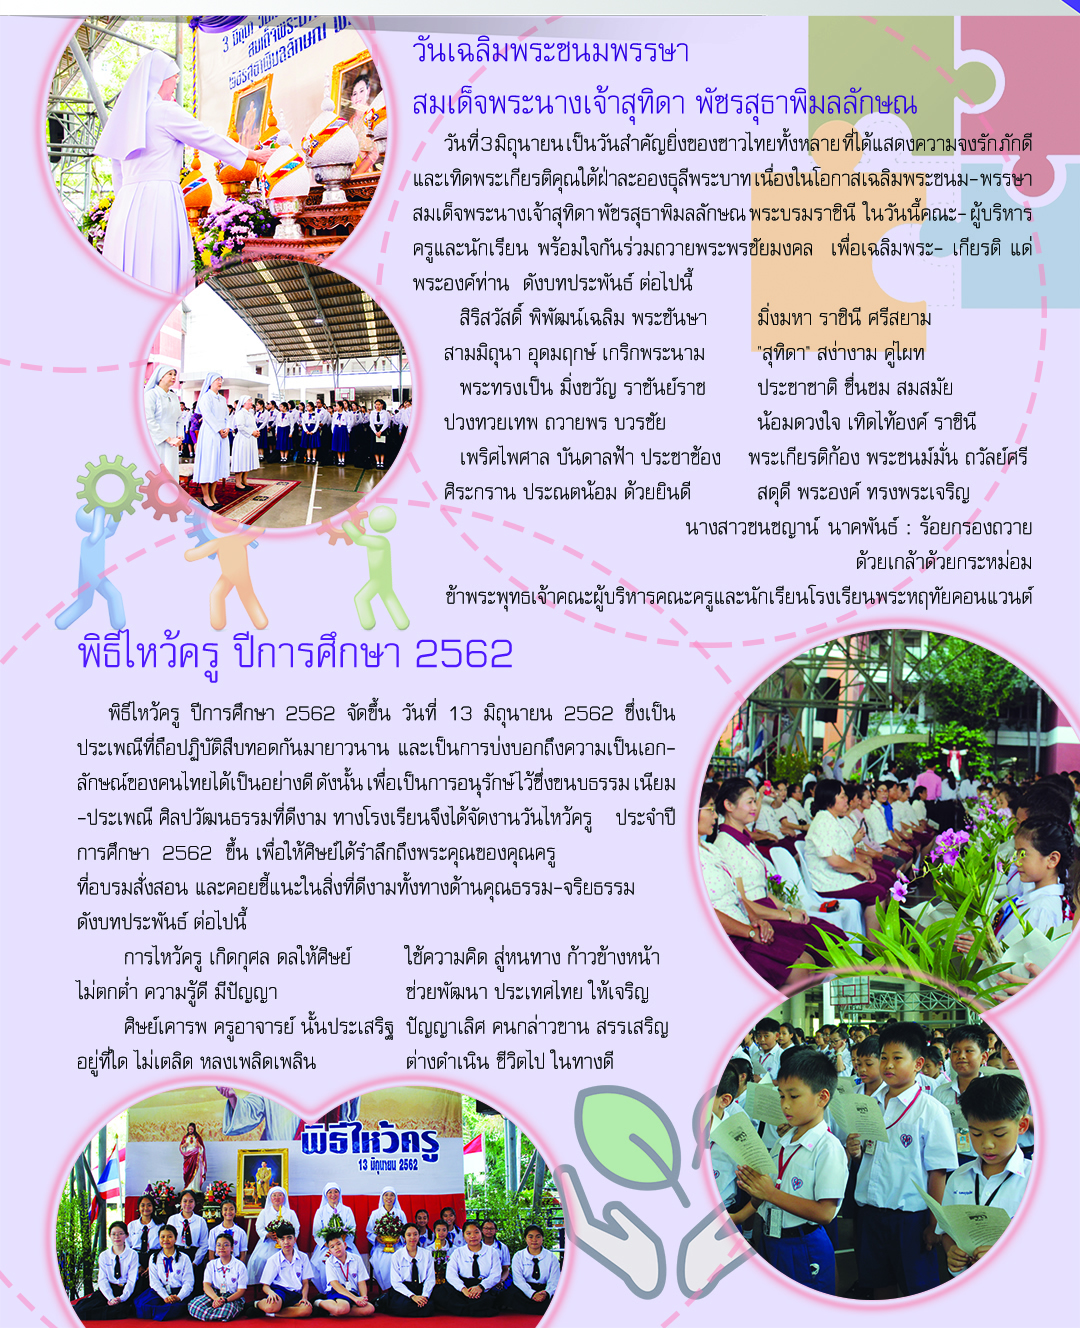 3 มิถุนา
สมเด็จพระนาง
พัชรสุธาพิมลลักษณ
วันเฉลิมพระชนมพรรษา
สมเด็จพระนางเจ้าสุทิดา พัชรสุธาพิมลลักษณ
วันที่ 3 มิถุนายน เป็นวันสำคัญยิ่งของชาวไทยทั้งหลาย ที่ได้แสดงความจงรักภักดี
และเทิดพระเกียรติคุณใต้ฝ่าละอองธุลีพระบาท เนื่องในโอกาสเฉลิมพระชนม-พรรษา
สมเด็จพระนางเจ้าสุทิดา พัชรสุธาพิมลลักษณ พระบรมราชินี ในวันนี้คณะ-ผู้บริหาร
ครูและนักเรียน พร้อมใจกันร่วมถวายพระพรชัยมงคล เพื่อเฉลิมพระ- เกียรติ แด่
พระองค์ท่าน ดังบทประพันธ์ ต่อไปนี้
สิริสวัสดิ์ พิพัฒน์เฉลิม พระชันษา มิ่งมหา ราชินี ศรีสยาม
สามมิถุนา อุดมฤกษ์ เกริกพระนาม "สุทิดา" สง่างาม คู่ไผท
พระทรงเป็น มิ่งขวัญ ราชันย์ราช ประชาชาติ ชื่นชม สมสมัย
ปวงทวยเทพ ถวายพร บวรชัย น้อมดวงใจ เทิดไท้องค์ ราชินี
เพริศไพศาล บันดาลฟ้า ประชาช้อง พระเกียรติก้อง พระชนม์มั่น ถวัลย์ศรี
ศิระกราน ประณตน้อม ด้วยยินดี สดุดี พระองค์ ทรงพระเจริญ
นางสาวชนชญาน์ นาคพันธ์ : ร้อยกรองถวาย
ด้วยเกล้าด้วยกระหม่อม
ข้าพระพุทธเจ้าคณะผู้บริหารคณะครูและนักเรียนโรงเรียนพระหฤทัยคอนแวนต์
พิธีไหว้ครู ปีการศึกษา 2562
พิธีไหว้ครู ปีการศึกษา 2562 จัดขึ้น วันที่ 13 มิถุนายน 2562 ซึ่งเป็น
ประเพณีที่ถือปฏิบัติสืบทอดกันมายาวนาน และเป็นการบ่งบอกถึงความเป็นเอก-
ลักษณ์ของคนไทยได้เป็นอย่างดี ดังนั้น เพื่อเป็นการอนุรักษ์ไว้ซึ่งขนบธรรม เนียม
-ประเพณี ศิลปวัฒนธรรมที่ดีงาม ทางโรงเรียนจึงได้จัดงานวันไหว้ครู ประจำปี
การศึกษา 2562 ขึ้น เพื่อให้ศิษย์ได้รำลึกถึงพระคุณของคุณครู
ที่อบรมสั่งสอน และคอยชี้แนะในสิ่งที่ดีงามทั้งทางด้านคุณธรรม-จริยธรรม
ดังบทประพันธ์ ต่อไปนี้
การไหวัครู เกิดกุศล ดลให้ศิษย์ ใช้ความคิด สู่หนทาง ก้าวข้างหน้า
ไม่ตกต่ำ ความรู้ดี มีปัญญา ช่วยพัฒนา ประเทศไทย ให้เจริญ
ศิษย์เคารพ ครูอาจารย์ นั้นประเสริฐ ปัญญาเลิศ คนกล่าวขาน สรรเสริญ
อยู่ที่ใด ไม่เตลิด หลงเพลิดเพลิน ต่างดำเนิน ชีวิตไป ในทางดี
พิธีไหว้ครู
13 มิถุนายน 2562